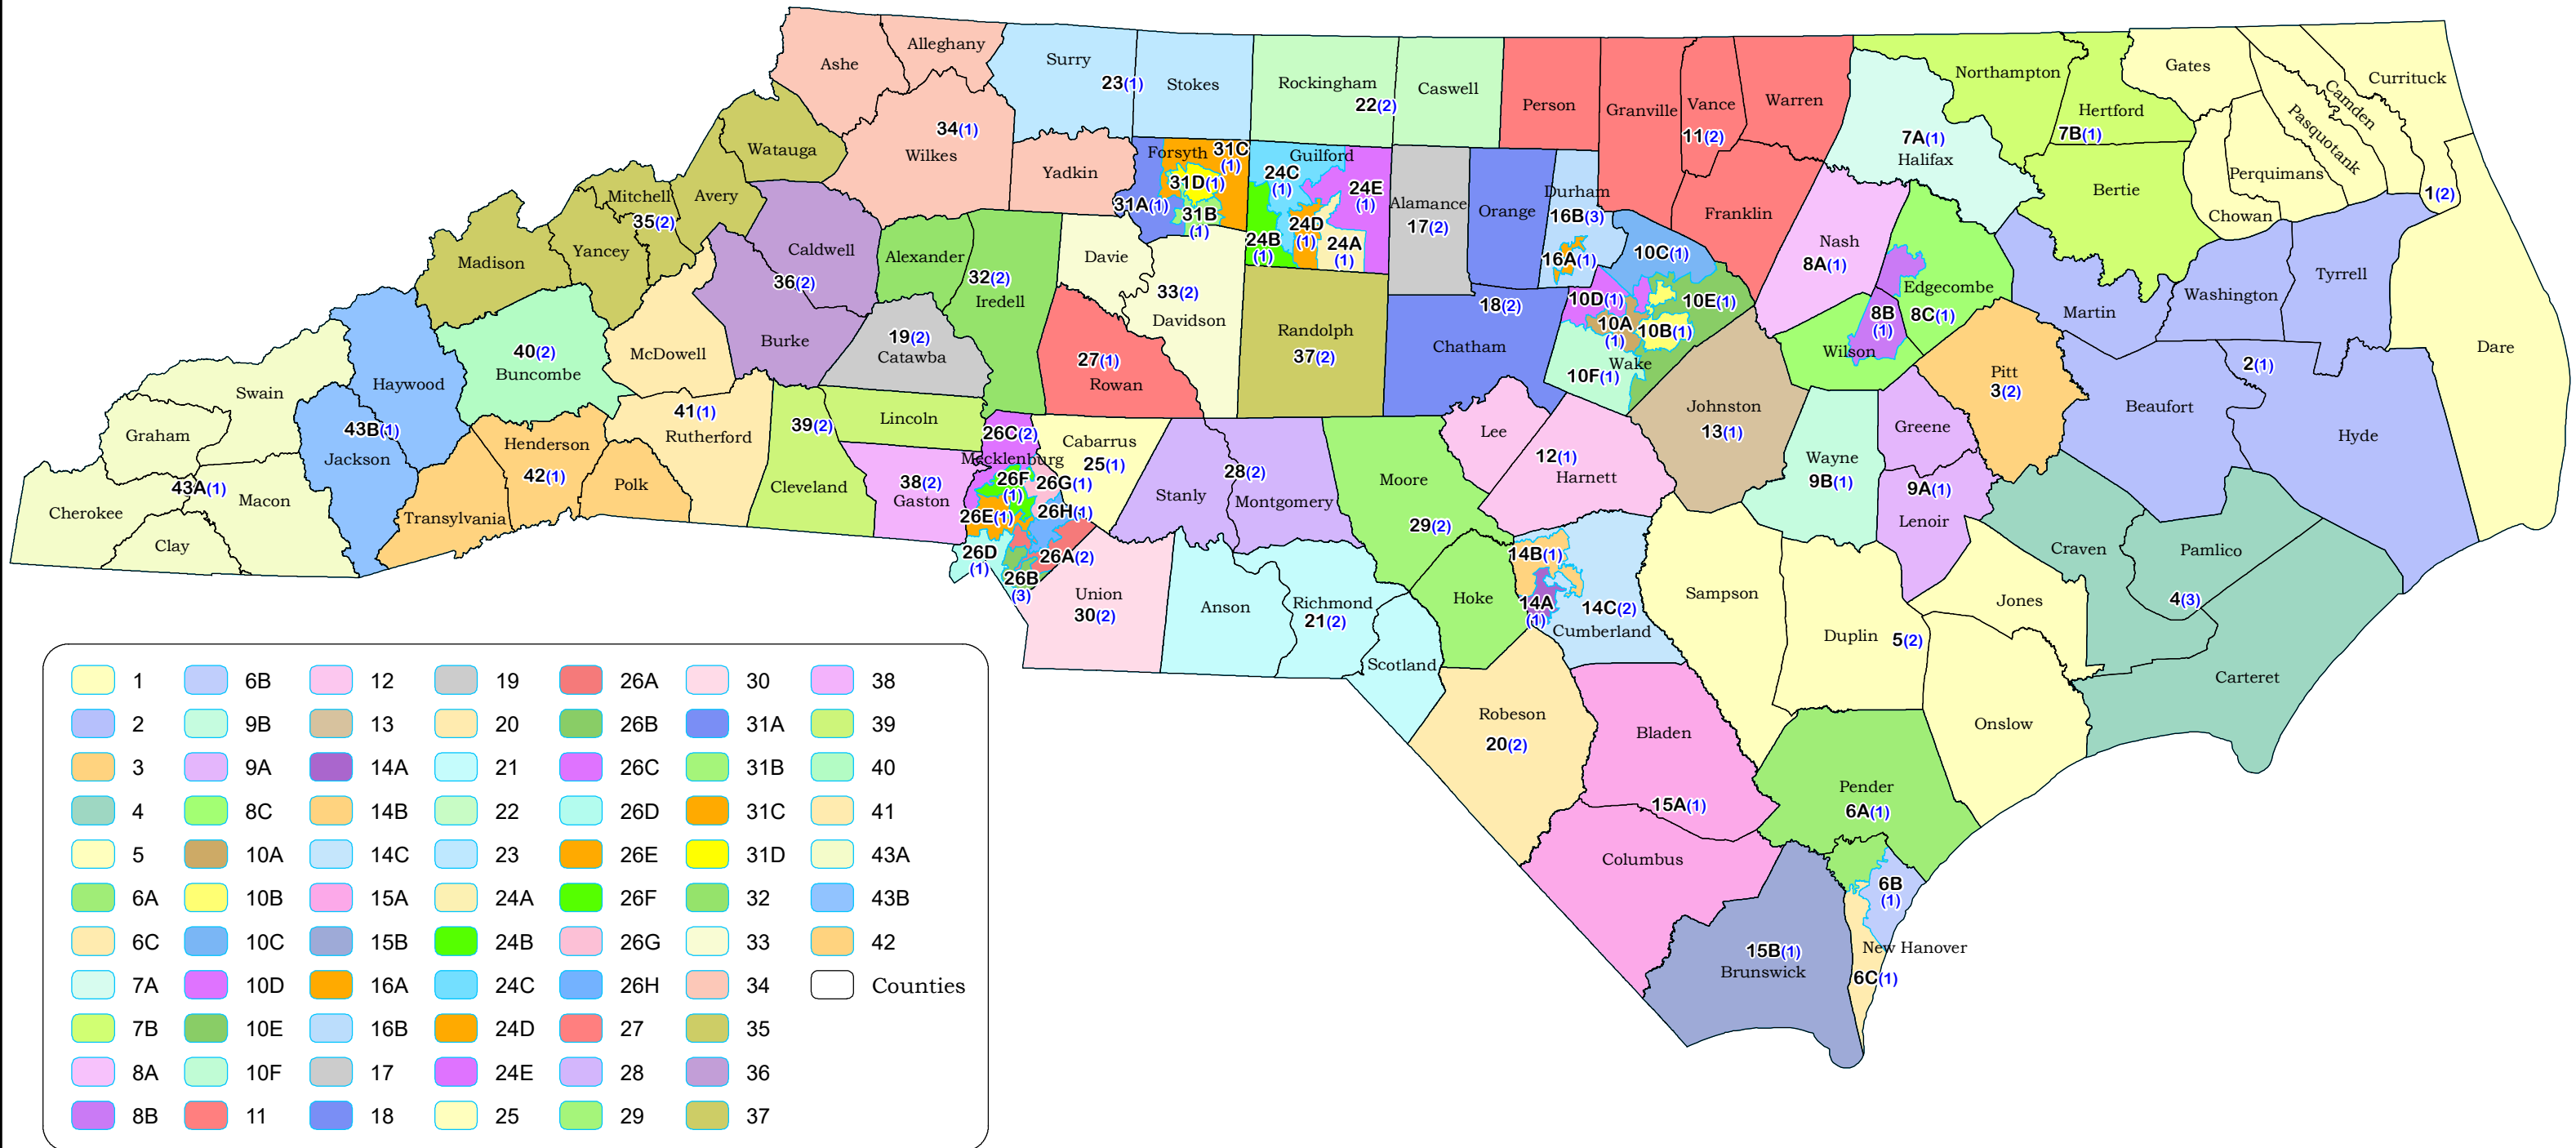 Ashe
Alleghany
Surry
23(1)
Stokes
Rockingham
22(2)
Caswell
Person
Granville
Vance
11(2)
Warren
Northampton
Hertford
7B(1)
Gates
Camden
Currituck
Pasquotank
Perquimans
Chowan
1(2)
Watauga
34(1)
Wilkes
Yadkin
Forsyth
31C
(1)
31D(1)
31A(1)
31B
(1)
Guilford
24C
(1)
24E
(1)
24D
(1)
24B
(1)
24A
(1)
Alamance
17(2)
Orange
Durham
16B(3)
16A(1)
Franklin
7A(1)
Halifax
Bertie
Mitchell
35(2)
Avery
Madison
Yancey
Caldwell
36(2)
Burke
Alexander
32(2)
Iredell
Davie
33(2)
Davidson
Randolph
37(2)
18(2)
Chatham
10C(1)
10D(1)
10E(1)
10A
(1)
10B(1)
Wake
10F(1)
Nash
8A(1)
Edgecombe
8B
(1)
8C(1)
Wilson
Martin
Washington
Tyrrell
Dare
Swain
Graham
43A(1)
Macon
Cherokee
Clay
Haywood
43B(1)
Jackson
40(2)
Buncombe
McDowell
41(1)
Rutherford
Henderson
42(1)
Polk
Transylvania
19(2)
Catawba
27(1)
Rowan
39(2)
Lincoln
Cleveland
38(2)
Gaston
26C(2)
Mecklenburg
26F
(1)
26G(1)
26E(1)
26H(1)
26D
(1)
26A(2)
26B
(3)
Cabarrus
25(1)
Stanly
28(2)
Montgomery
Moore
29(2)
Lee
12(1)
Harnett
Johnston
13(1)
Wayne
9B(1)
Greene
9A(1)
Lenoir
Pitt
3(2)
2(1)
Beaufort
Hyde
Craven
Pamlico
4(3)
Carteret
Union
30(2)
Anson
Richmond
21(2)
Scotland
Hoke
14B(1)
14A
(1)
14C(2)
Cumberland
Sampson
Duplin
5(2)
Jones
Onslow
Robeson
20(2)
Bladen
15A(1)
Columbus
Pender
6A(1)
6B
(1)
New Hanover
6C(1)
15B(1)
Brunswick
1 6B 12 19 26A 30 38
2 9B 13 20 26B 31A 39
3 9A 14A 21 26C 31B 40
4 8C 14B 22 26D 31C 41
5 10A 14C 23 26E 31D 43A
6A 10B 15A 24A 26F 32 43B
6C 10C 15B 24B 26G 33 42
7A 10D 16A 24C 26H 34 Counties
7B 10E 16B 24D 27 35
8A 10F 17 24E 28 36
8B 11 18 25 29 37